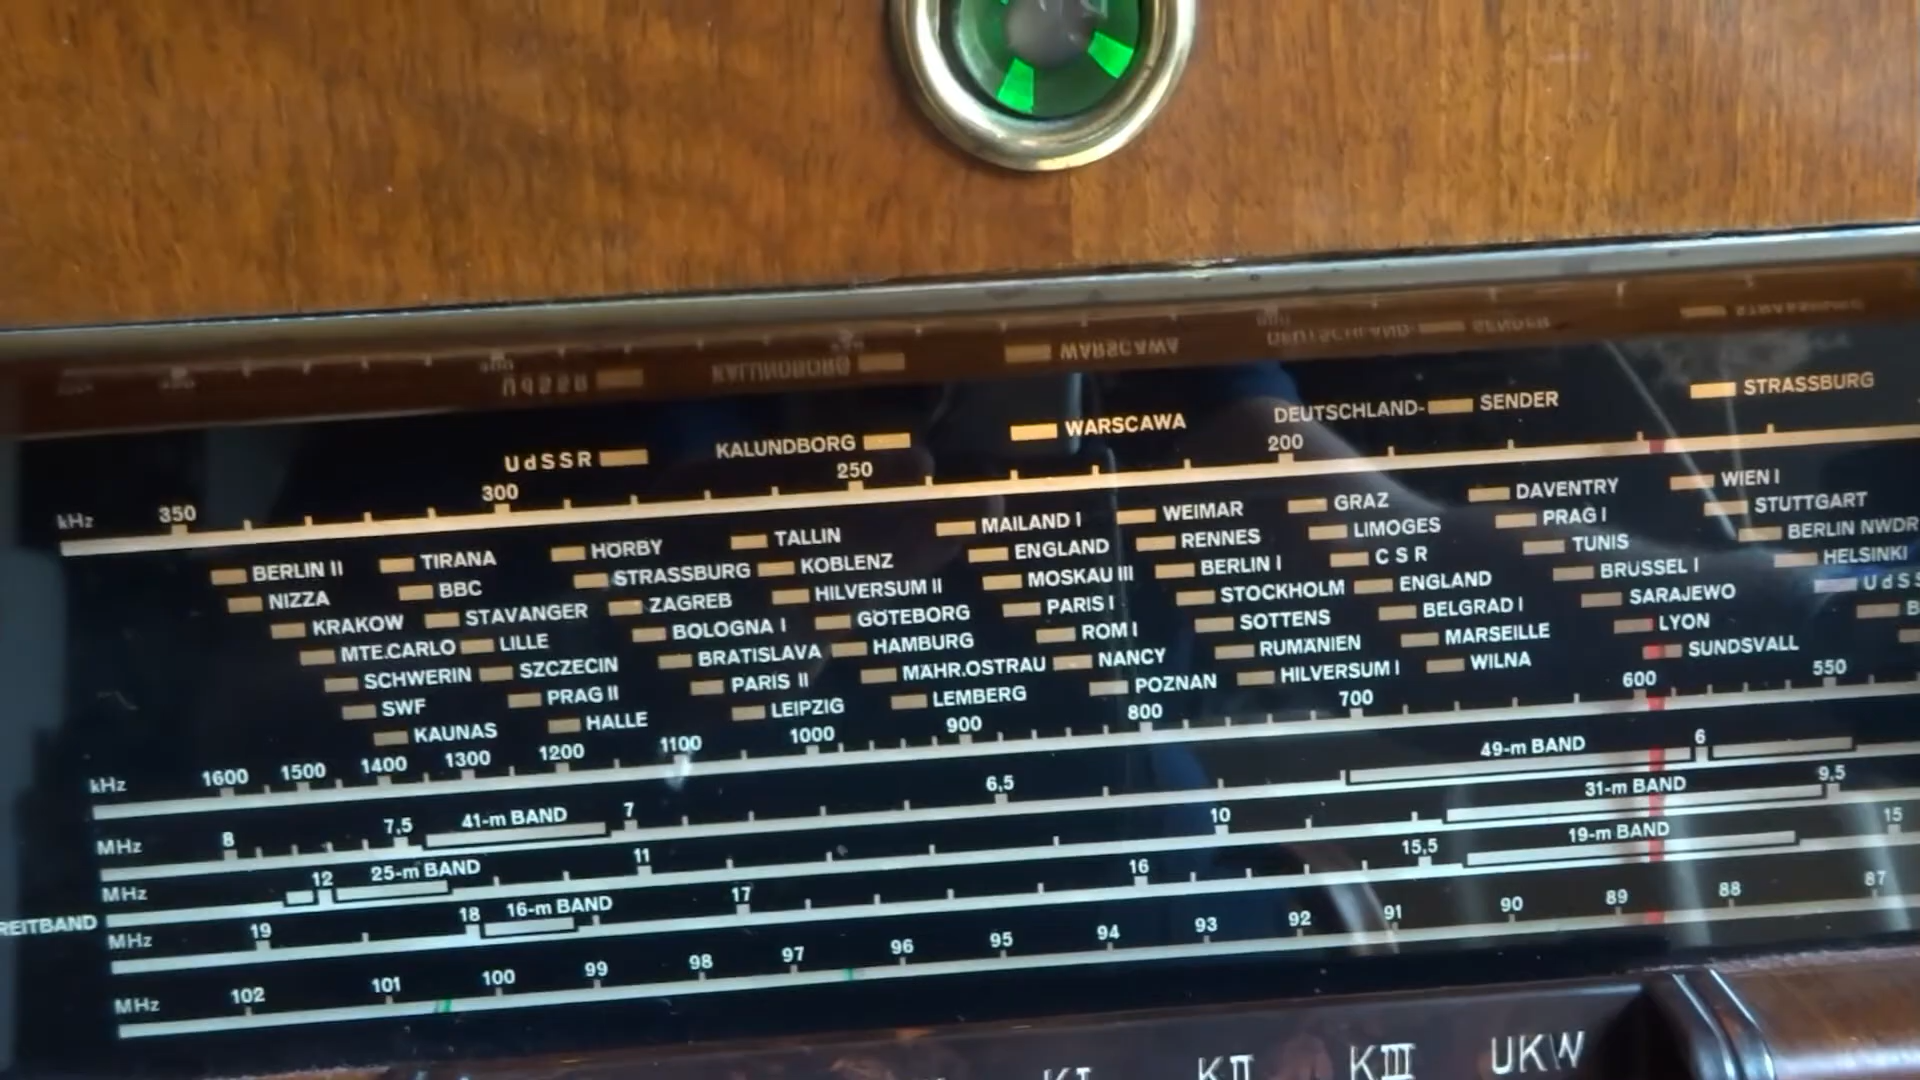 UdSSR KALUNDBORG WARSCAWA DEUTSCHLAND- SENDER STRASSBURG
kHz 350 300 250 200
BERLIN II TIRANA HÖRBY TALLIN MAILAND I WEIMAR GRAZ DAVENTRY WIEN I
NIZZA BBC STRASSBURG KOBLENZ ENGLAND RENNES LIMOGES PRAG I STUTTGART
KRAKOW STAVANGER ZAGREB HILVERSUM II MOSKAU III BERLIN I CSR TUNIS BERLIN NWDR
MTE.CARLO LILLE BOLOGNA I GÖTEBORG PARIS I STOCKHOLM ENGLAND BRUSSEL I HELSINKI
SCHWERIN SZCZECIN BRATISLAVA HAMBURG ROM I SOTTENS BELGRAD I SARAJEWO UdSS
SWF PRAG II PARIS II MÄHR.OSTRAU NANCY RUMÄNIEN MARSEILLE LYON B
KAUNAS HALLE LEIPZIG LEMBERG POZNAN HILVERSUM I WILNA SUNDSVALL
kHz 1600 1500 1400 1300 1200 1100 1000 900 800 700 600 550
MHz 8 7,5 41-m BAND 7 6,5 49-m BAND 6
MHz 12 25-m BAND 11 10 31-m BAND 9,5
REITBAND
MHz 19 18 16-m BAND 17 16 15,5 19-m BAND 15
MHz 102 101 100 99 98 97 96 95 94 93 92 91 90 89 88 87
KI KII KIII UKW